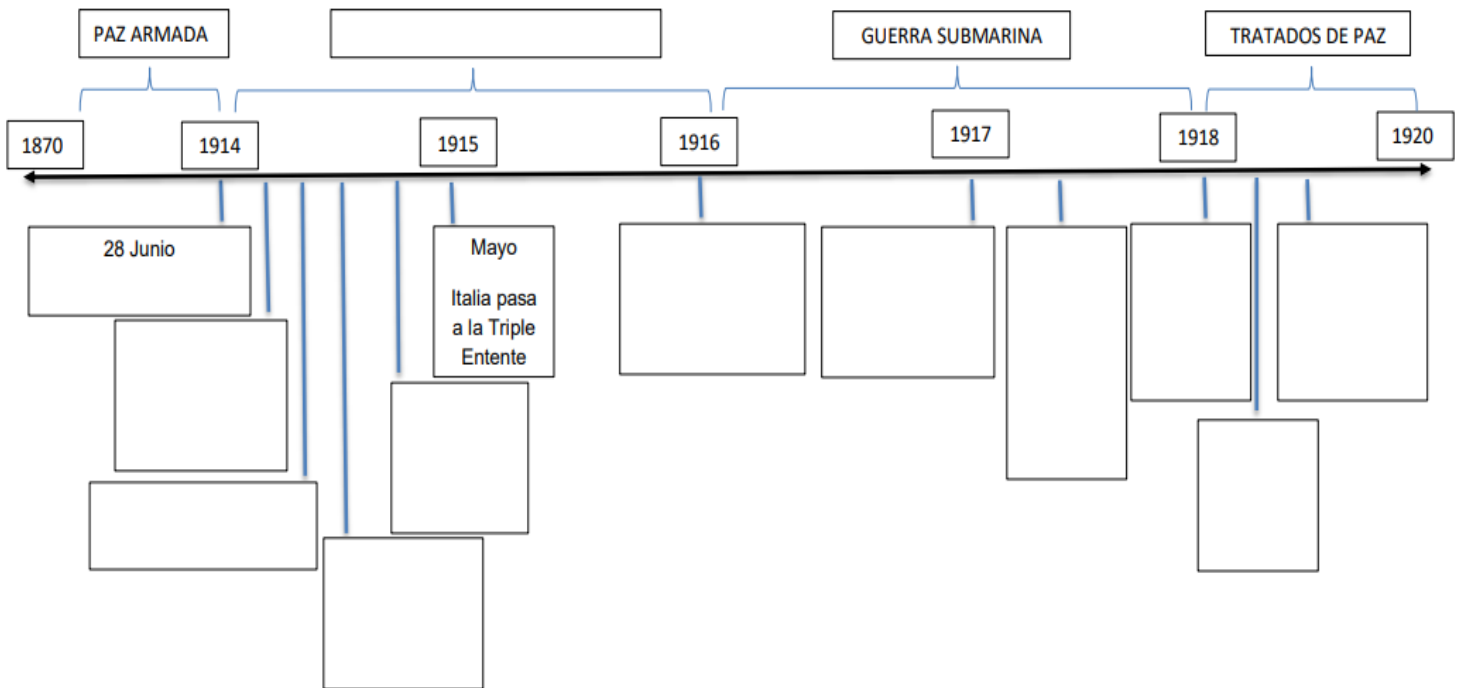 PAZ ARMADA
GUERRA SUBMARINA
TRATADOS DE PAZ
1870
1914
1915
1916
1917
1918
1920
28 Junio
Mayo
Italia pasa
a la Triple
Entente